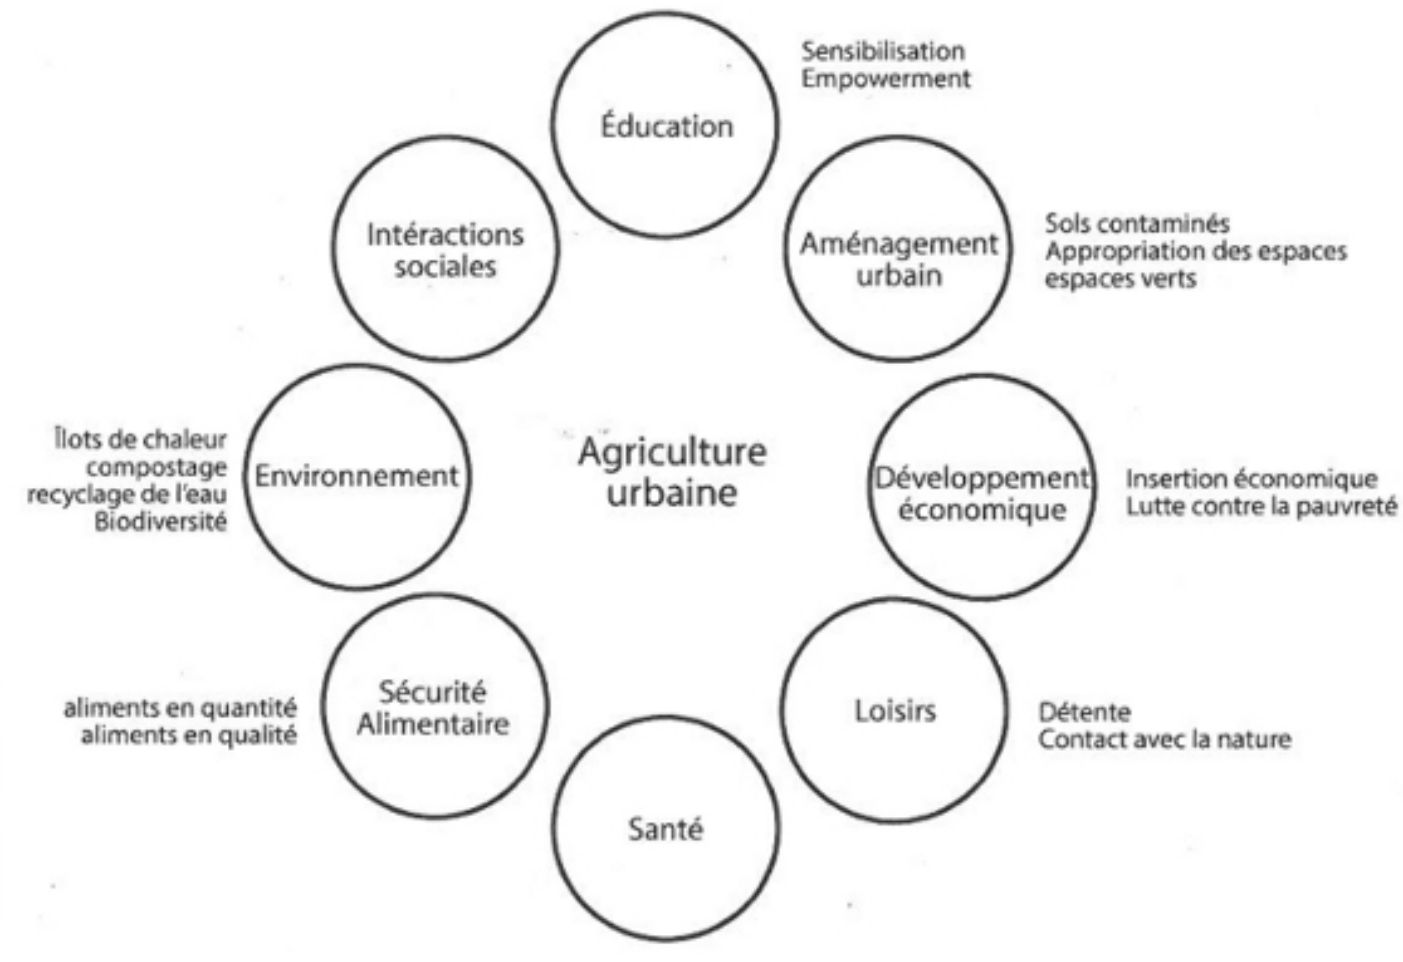 Sensibilisation
Empowerment
Éducation
Intéractions
sociales
Aménagement
urbain
Sols contaminés
Appropriation des espaces
espaces verts
Îlots de chaleur
compostage
recyclage de l'eau
Biodiversité
Environnement
Agriculture
urbaine
Développement
économique
Insertion économique
Lutte contre la pauvreté
aliments en quantité
aliments en qualité
Sécurité
Alimentaire
Loisirs
Détente
Contact avec la nature
Santé